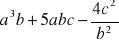 a³b + 5abc − 4c²/b²